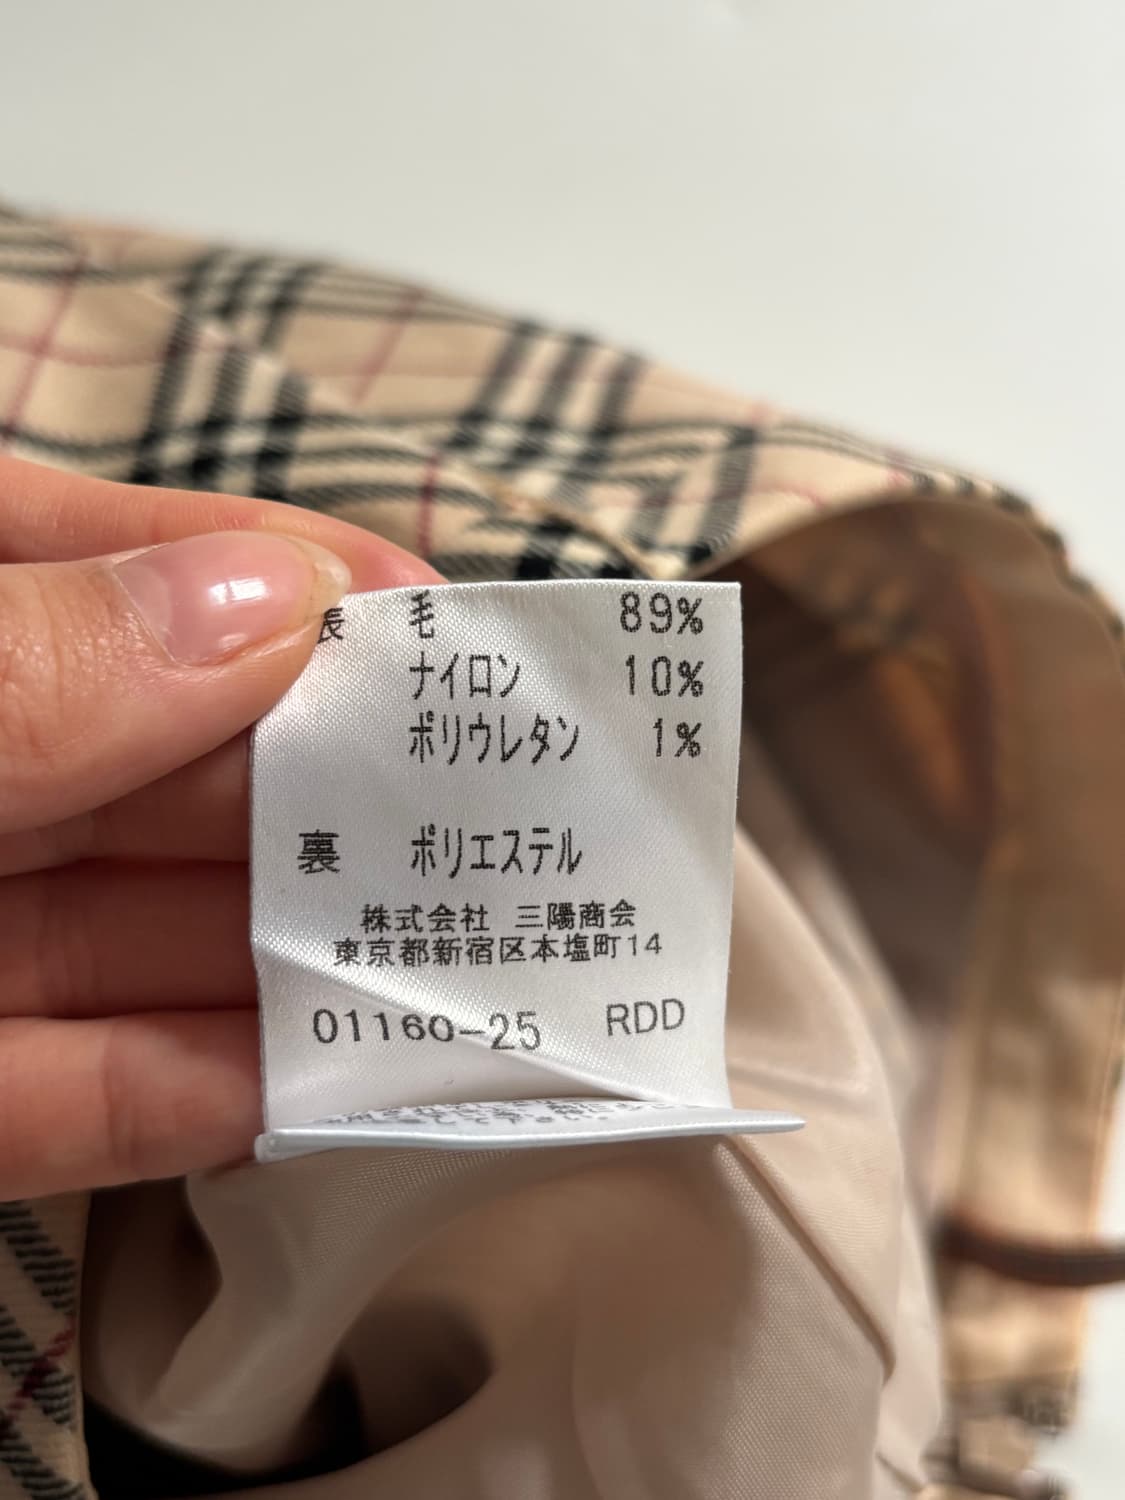 表 毛 89%
ナイロン 10%
ポリウレタン 1%
裏 ポリエステル
株式会社 三陽商会
東京都新宿区本塩町14
01160-25 RDD